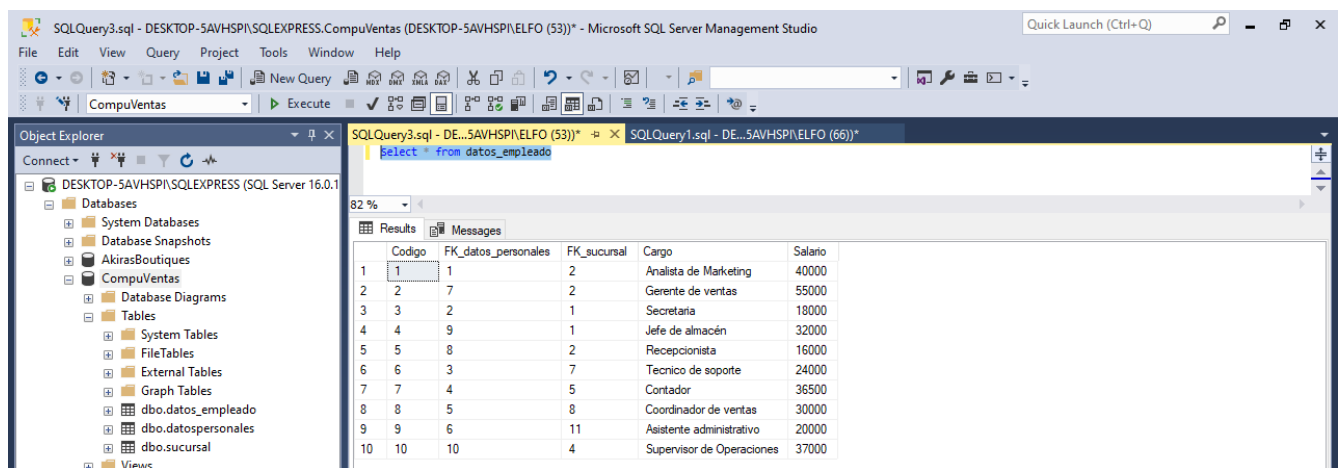 SQLQuery3.sql - DESKTOP-5AVHSPI\SQLEXPRESS.CompuVentas (DESKTOP-5AVHSPI\ELFO (53))* - Microsoft SQL Server Management Studio
Quick Launch (Ctrl+Q)
File Edit View Query Project Tools Window Help
New Query MDX DMX XMLA DAX
CompuVentas Execute
Object Explorer
Connect
DESKTOP-5AVHSPI\SQLEXPRESS (SQL Server 16.0.1
Databases
System Databases
Database Snapshots
AkirasBoutiques
CompuVentas
Database Diagrams
Tables
System Tables
FileTables
External Tables
Graph Tables
dbo.datos_empleado
dbo.datospersonales
dbo.sucursal
Views
SQLQuery3.sql - DE...5AVHSPI\ELFO (53))* SQLQuery1.sql - DE...5AVHSPI\ELFO (66))*
Select * from datos_empleado
82 %
Results Messages
Codigo FK_datos_personales FK_sucursal Cargo Salario
1 1 1 2 Analista de Marketing 40000
2 2 7 2 Gerente de ventas 55000
3 3 2 1 Secretaria 18000
4 4 9 1 Jefe de almacén 32000
5 5 8 2 Recepcionista 16000
6 6 3 7 Tecnico de soporte 24000
7 7 4 5 Contador 36500
8 8 5 8 Coordinador de ventas 30000
9 9 6 11 Asistente administrativo 20000
10 10 10 4 Supervisor de Operaciones 37000